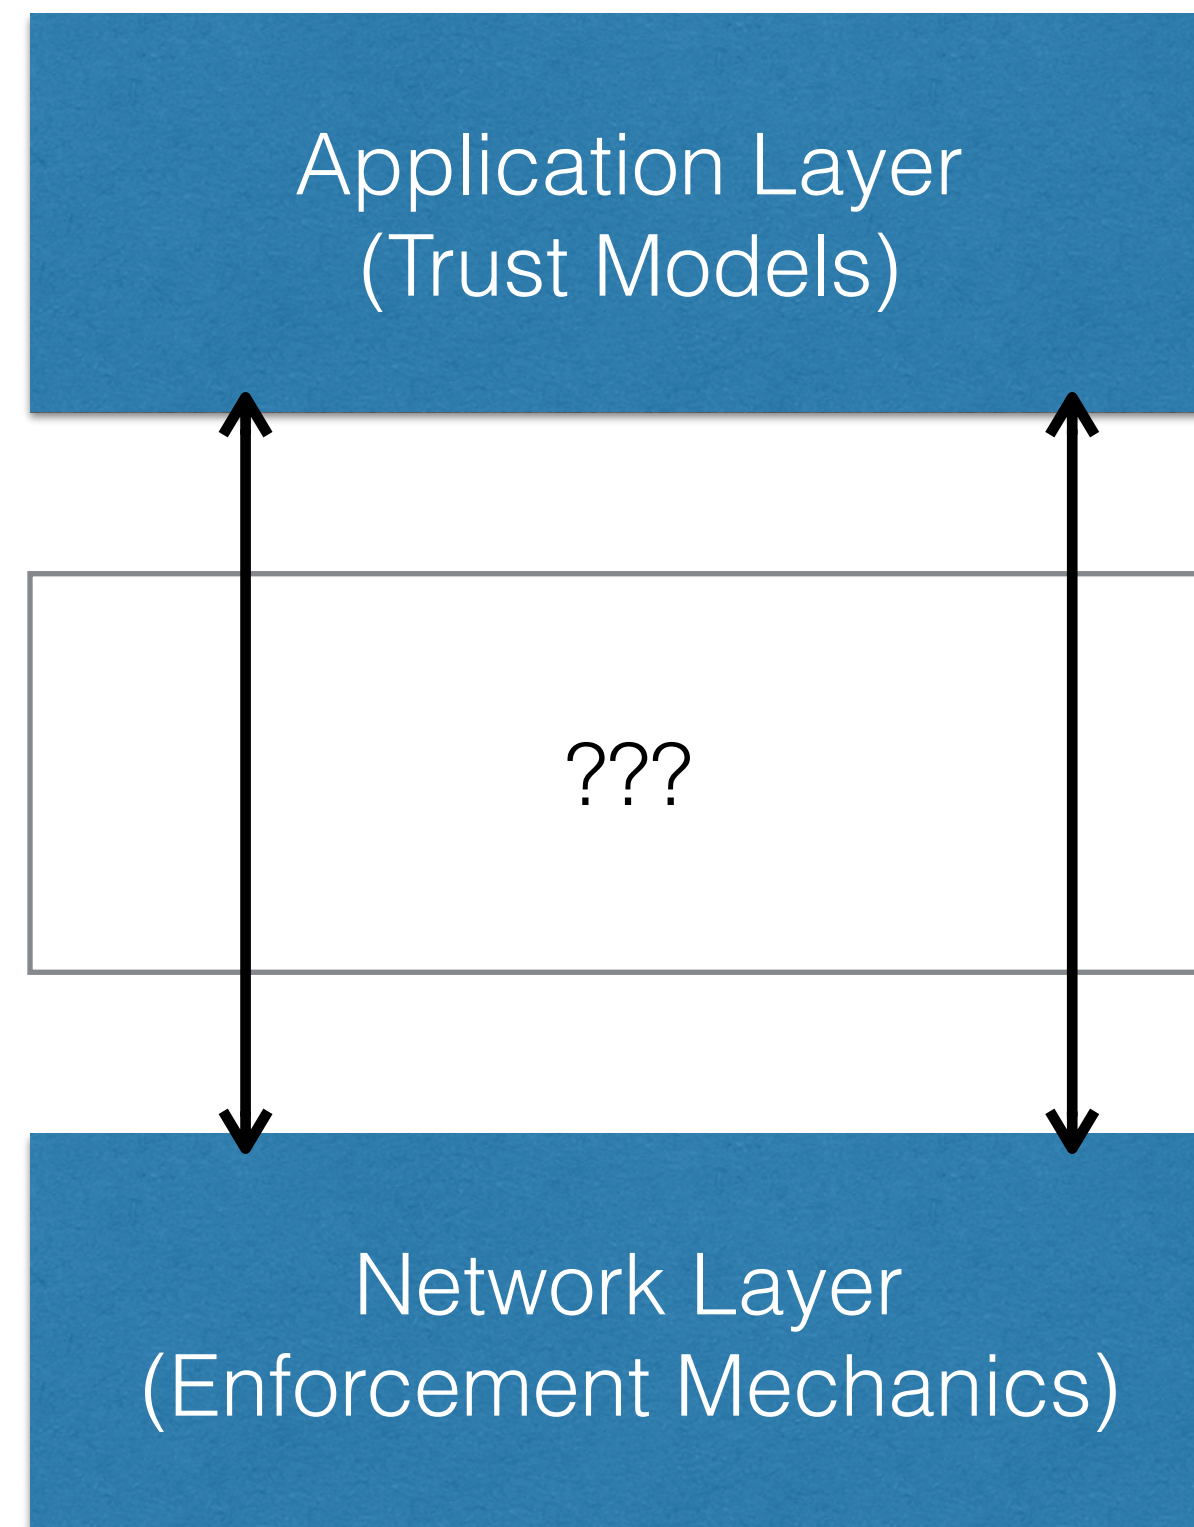 Application Layer
(Trust Models)
???
Network Layer
(Enforcement Mechanics)